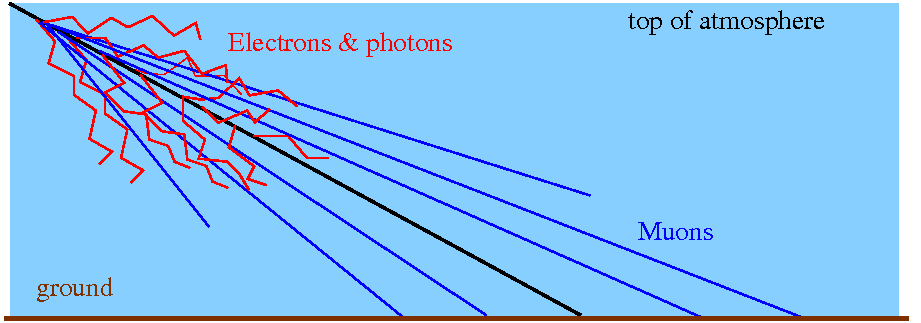 top of atmosphere
Electrons & photons
Muons
ground